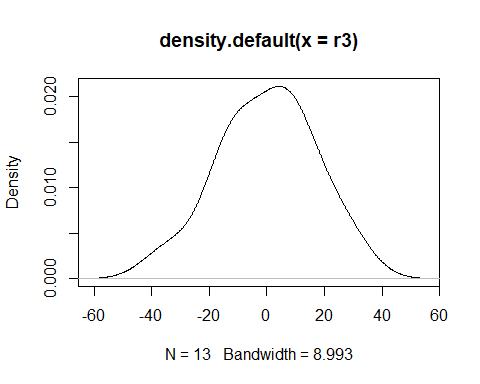 density.default(x = r3)
Density
0.020
0.010
0.000
-60 -40 -20 0 20 40 60
N = 13 Bandwidth = 8.993